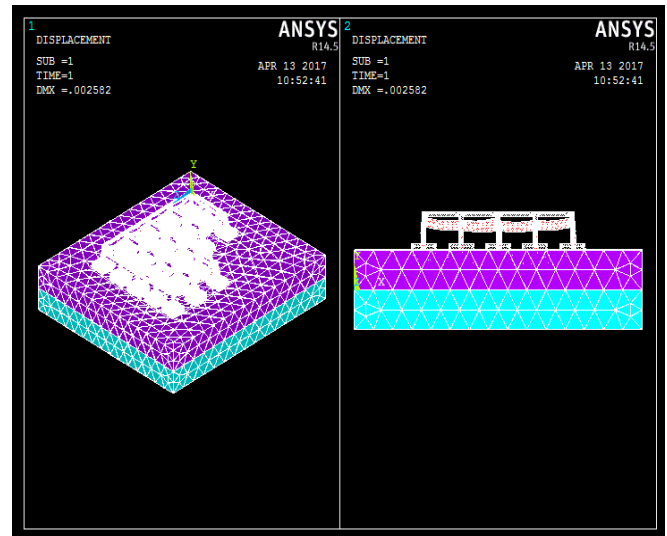 1
DISPLACEMENT
SUB =1
TIME=1
DMX =.002582
ANSYS
R14.5
APR 13 2017
10:52:41
Y
2
DISPLACEMENT
SUB =1
TIME=1
DMX =.002582
ANSYS
R14.5
APR 13 2017
10:52:41
X